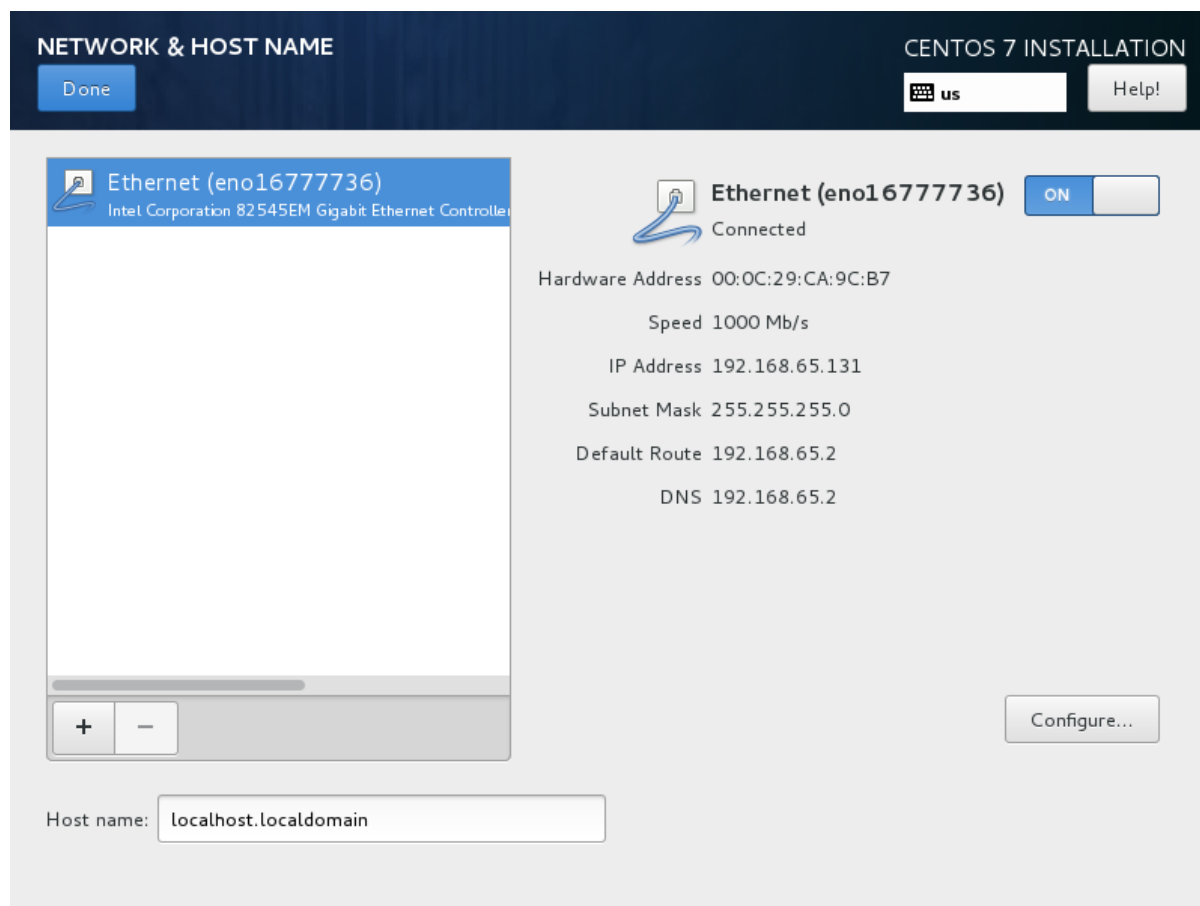 NETWORK & HOST NAME
CENTOS 7 INSTALLATION
Done
us
Help!
Ethernet (eno16777736)
Intel Corporation 82545EM Gigabit Ethernet Controlle
Ethernet (eno16777736)
ON
Connected
Hardware Address 00:0C:29:CA:9C:B7
Speed 1000 Mb/s
IP Address 192.168.65.131
Subnet Mask 255.255.255.0
Default Route 192.168.65.2
DNS 192.168.65.2
+ −
Configure...
Host name: localhost.localdomain